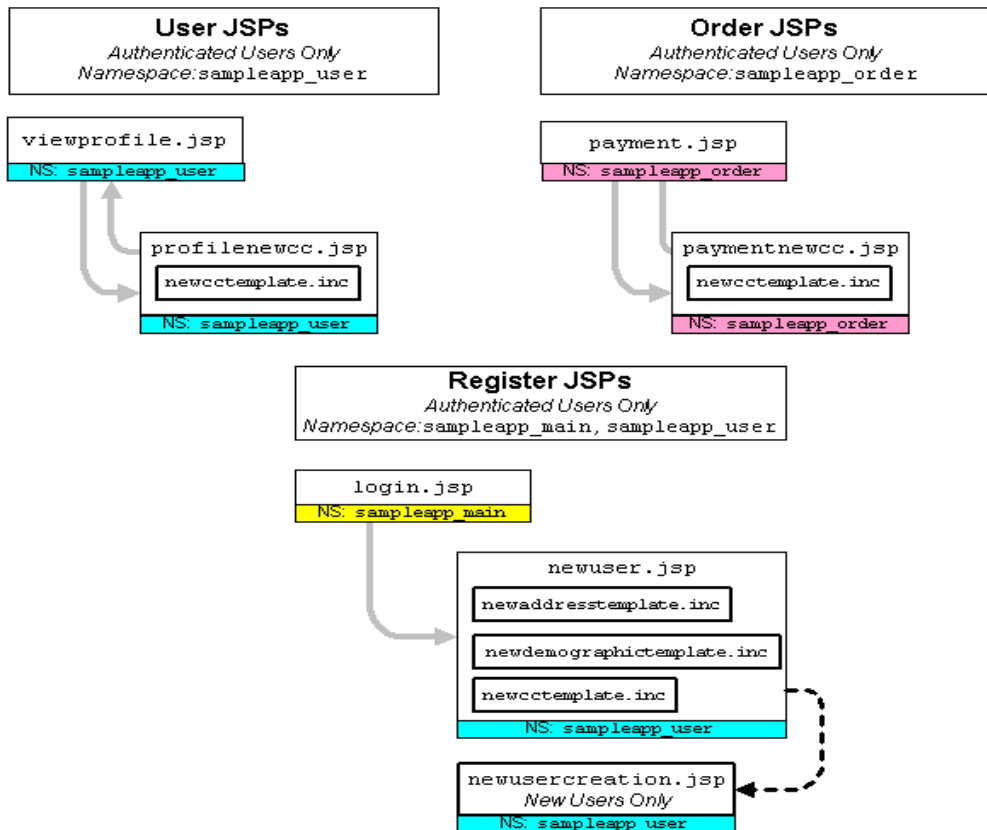 User JSPs
Authenticated Users Only
Namespace:sampleapp_user
viewprofile.jsp
NS: sampleapp_user
profilenewcc.jsp
newcctemplate.inc
NS: sampleapp_user
Order JSPs
Authenticated Users Only
Namespace:sampleapp_order
payment.jsp
NS: sampleapp_order
paymentnewcc.jsp
newcctemplate.inc
NS: sampleapp_order
Register JSPs
Authenticated Users Only
Namespace:sampleapp_main, sampleapp_user
login.jsp
NS: sampleapp_main
newuser.jsp
newaddresstemplate.inc
newdemographictemplate.inc
newcctemplate.inc
NS: sampleapp_user
newusercreation.jsp
New Users Only
NS: sampleapp_user